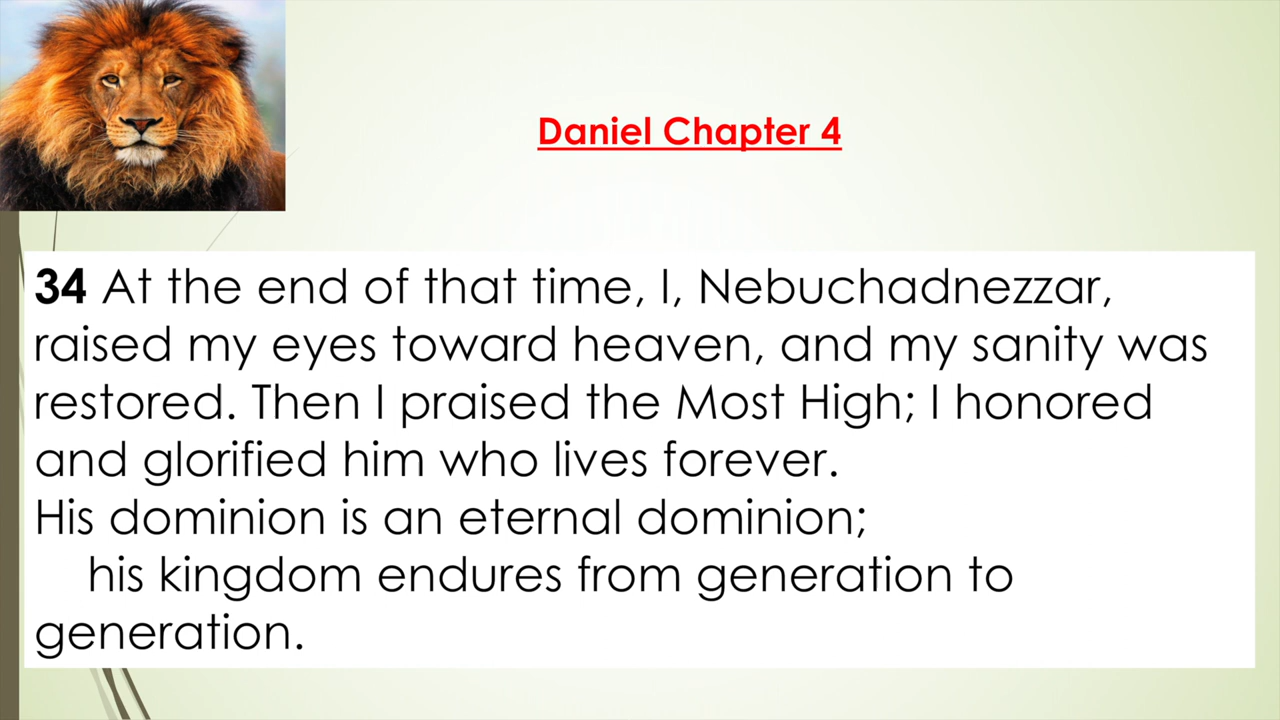 Daniel Chapter 4
34 At the end of that time, I, Nebuchadnezzar,
raised my eyes toward heaven, and my sanity was
restored. Then I praised the Most High; I honored
and glorified him who lives forever.
His dominion is an eternal dominion;
his kingdom endures from generation to
generation.